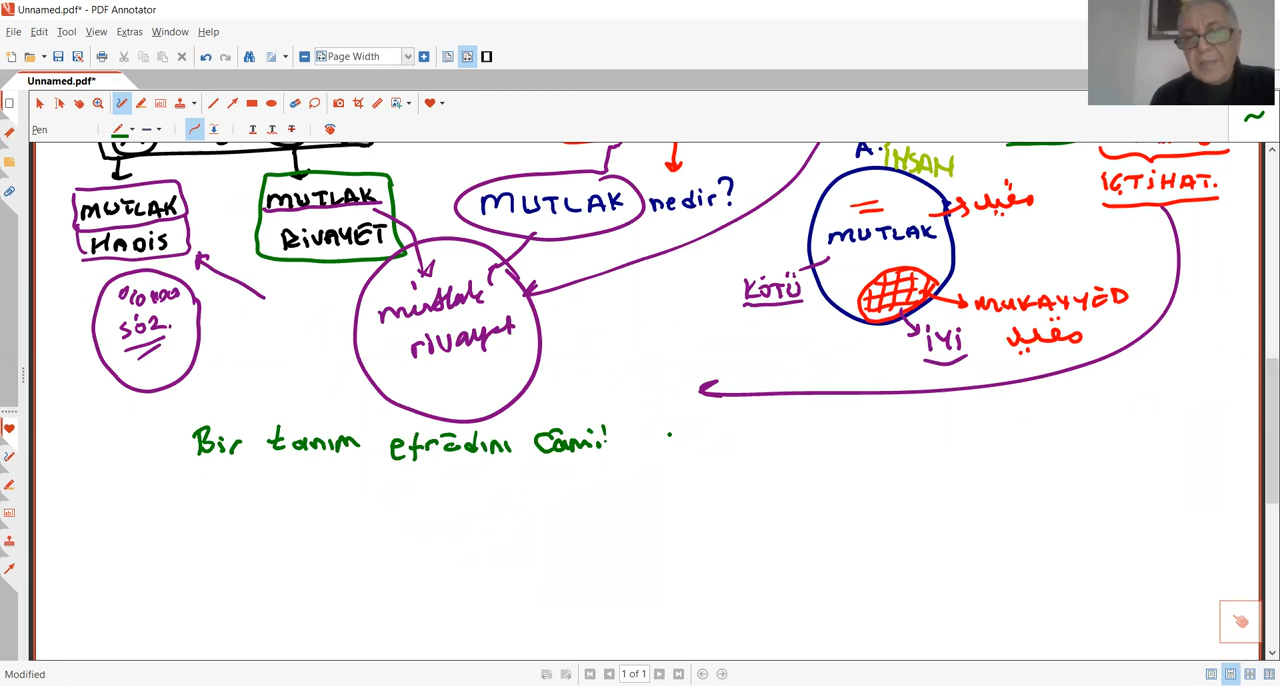 Unnamed.pdf* - PDF Annotator
File Edit Tool View Extras Window Help
Page Width
Unnamed.pdf*
Pen
A.
İNSAN
MUTLAK
HADİS
MUTLAK
RİVAYET
MUTLAK nedir?
İÇTİHAT.
مقيد
MUTLAK
KÖTÜ
MUKAYYED
مقيد
İYİ
SÖZ.
mutlak
rivayet
Bir tanım efrādını câmi'
Modified
1 of 1